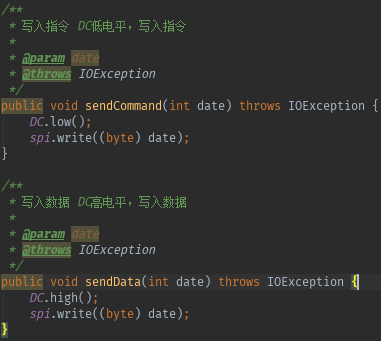 /**
 * 写入指令 DC低电平，写入指令
 *
 * @param date
 * @throws IOException
 */
public void sendCommand(int date) throws IOException {
    DC.low();
    spi.write((byte) date);
}
/**
 * 写入数据 DC高电平，写入数据
 *
 * @param date
 * @throws IOException
 */
public void sendData(int date) throws IOException {
    DC.high();
    spi.write((byte) date);
}